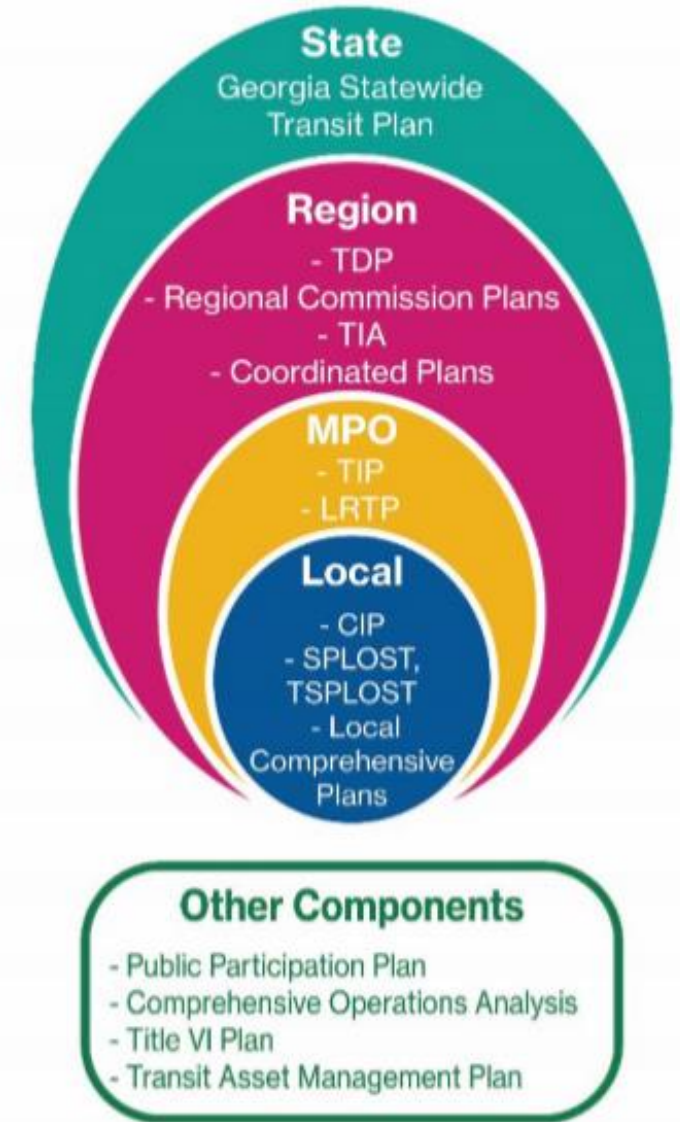 State
Georgia Statewide
Transit Plan
Region
- TDP
- Regional Commission Plans
- TIA
- Coordinated Plans
MPO
- TIP
- LRTP
Local
- CIP
- SPLOST,
TSPLOST
- Local
Comprehensive
Plans
Other Components
- Public Participation Plan
- Comprehensive Operations Analysis
- Title VI Plan
- Transit Asset Management Plan